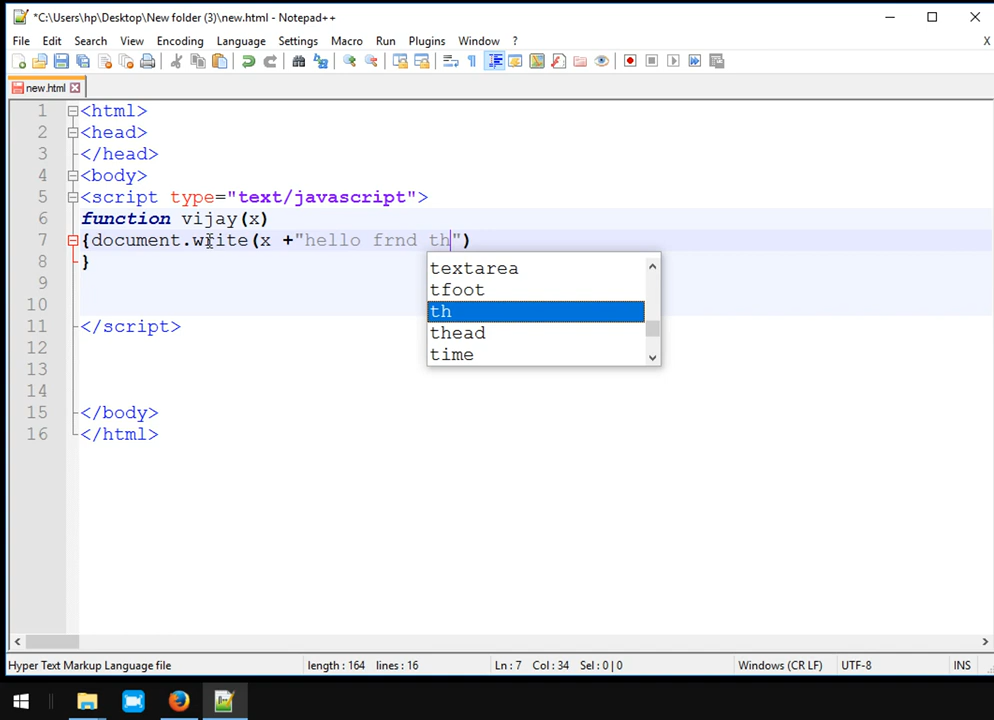 *C:\Users\hp\Desktop\New folder (3)\new.html - Notepad++
File Edit Search View Encoding Language Settings Macro Run Plugins Window ? X
new.html
1 <html>
2 <head>
3 </head>
4 <body>
5 <script type="text/javascript">
6 function vijay(x)
7 {document.write(x +"hello frnd th")
8 }
9
10
11 </script>
12
13
14
15 </body>
16 </html>
textarea
tfoot
th
thead
time
Hyper Text Markup Language file length : 164 lines : 16 Ln : 7 Col : 34 Sel : 0 | 0 Windows (CR LF) UTF-8 INS